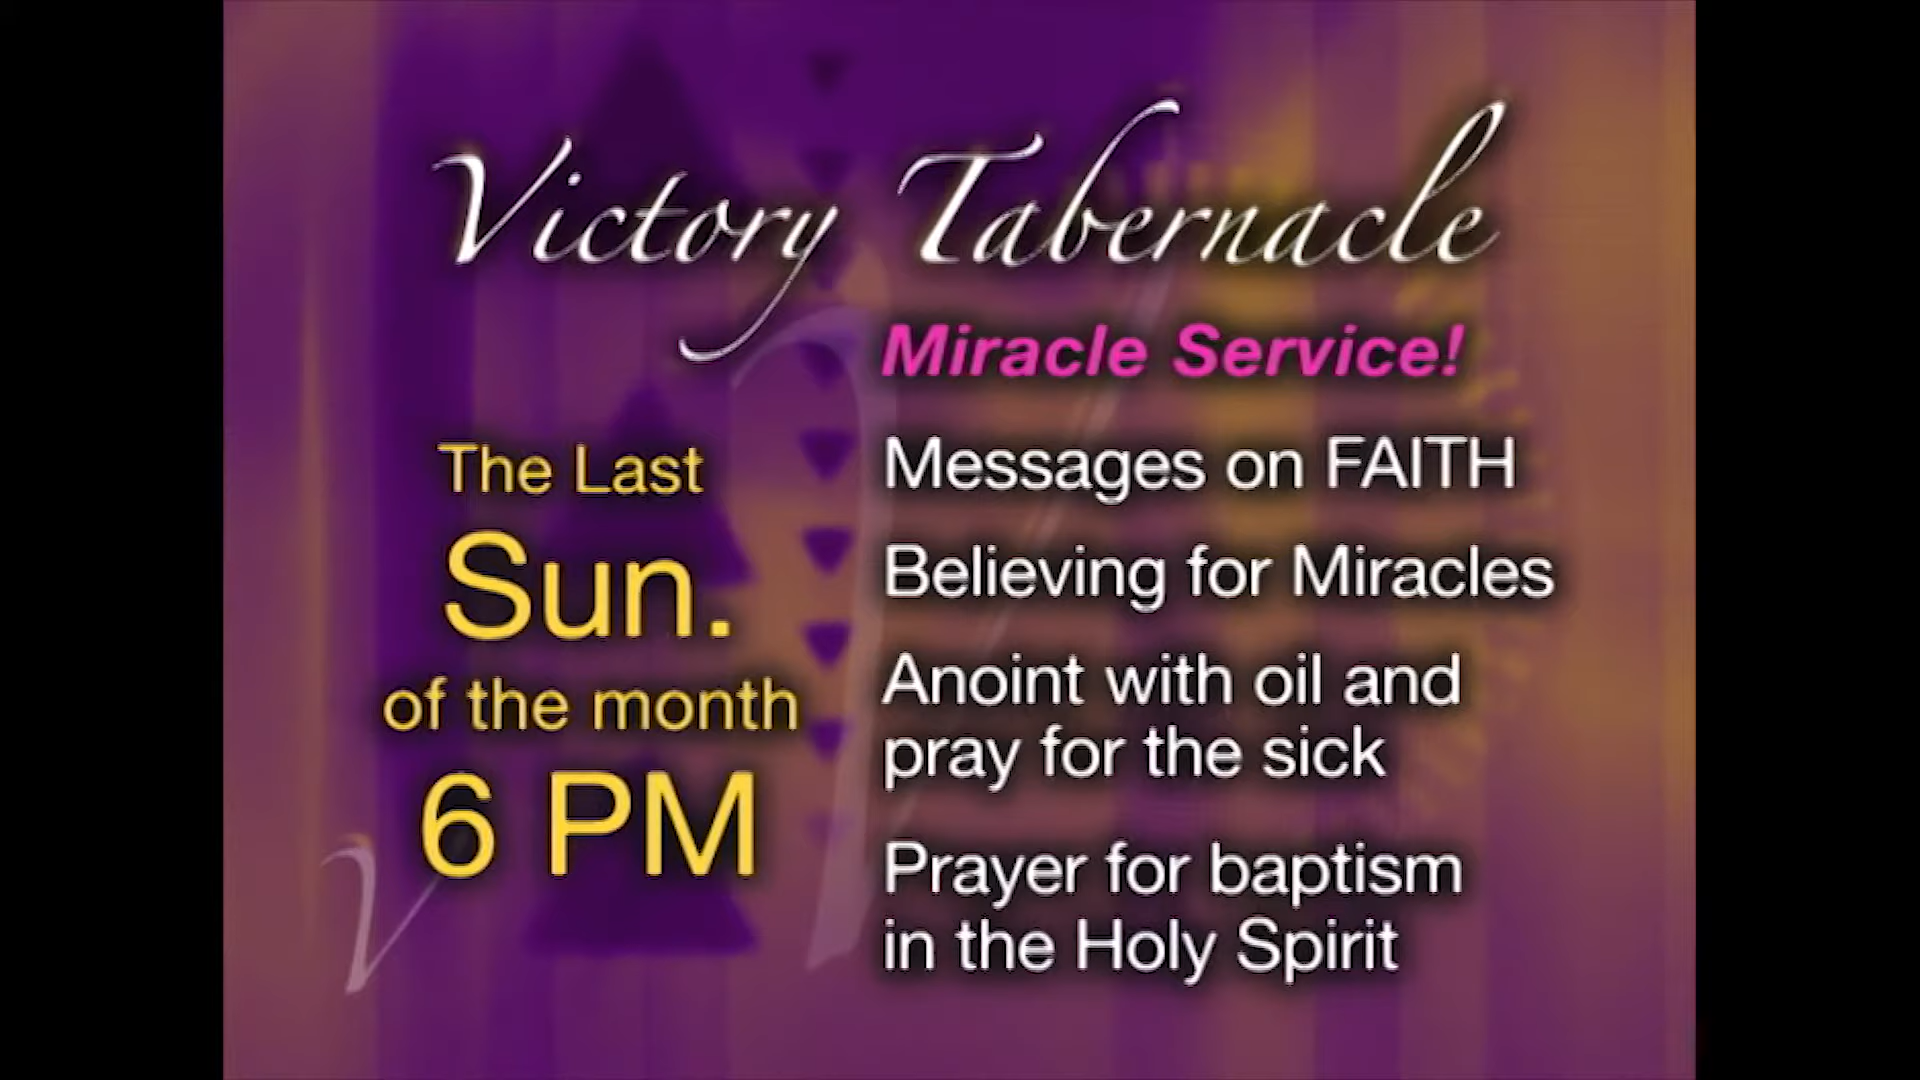 Victory Tabernacle
Miracle Service!
The Last
Sun.
of the month
6 PM
Messages on FAITH
Believing for Miracles
Anoint with oil and
pray for the sick
Prayer for baptism
in the Holy Spirit